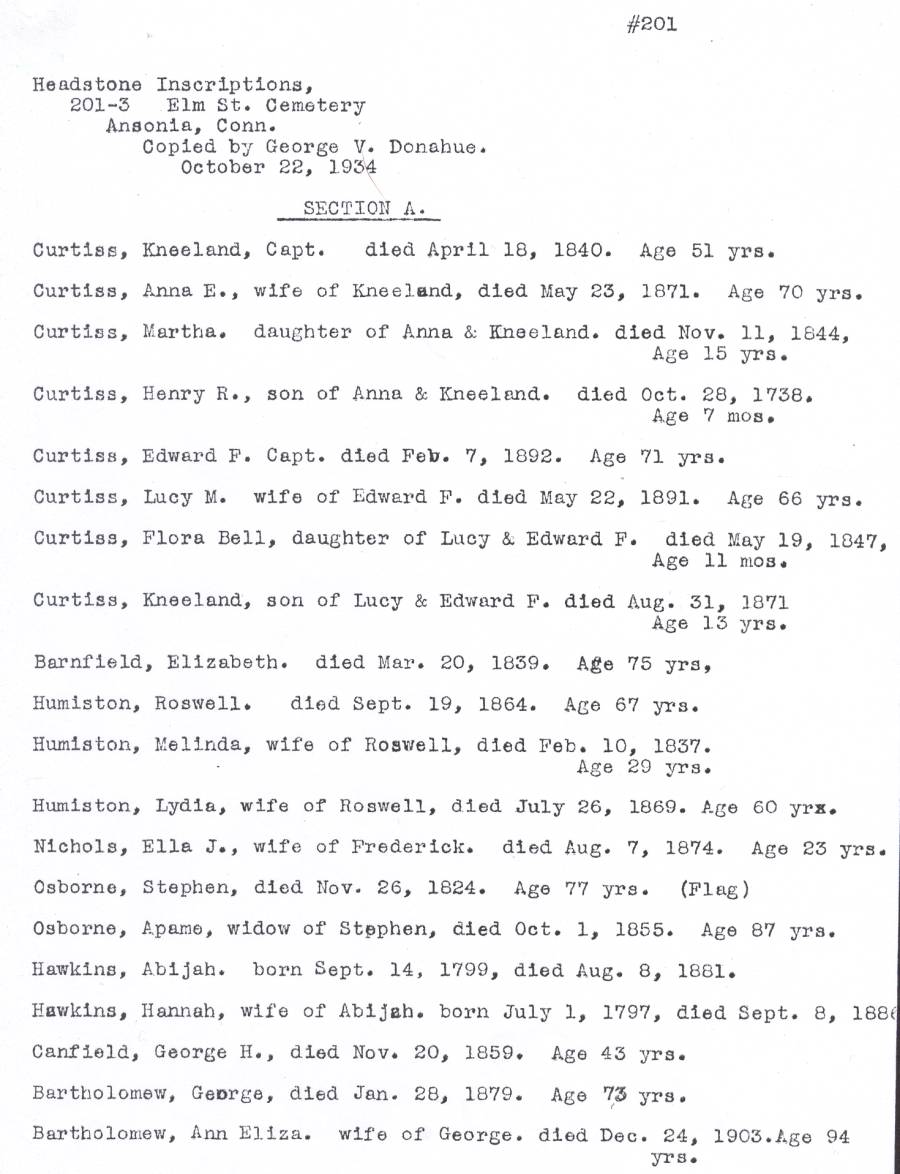 #201
Headstone Inscriptions,
201-3 Elm St. Cemetery
Ansonia, Conn.
Copied by George V. Donahue.
October 22, 1934
SECTION A.
Curtiss, Kneeland, Capt. died April 18, 1840. Age 51 yrs.
Curtiss, Anna E., wife of Kneeland, died May 23, 1871. Age 70 yrs.
Curtiss, Martha. daughter of Anna & Kneeland. died Nov. 11, 1844,
Age 15 yrs.
Curtiss, Henry R., son of Anna & Kneeland. died Oct. 28, 1738.
Age 7 mos.
Curtiss, Edward F. Capt. died Feb. 7, 1892. Age 71 yrs.
Curtiss, Lucy M. wife of Edward F. died May 22, 1891. Age 66 yrs.
Curtiss, Flora Bell, daughter of Lucy & Edward F. died May 19, 1847,
Age 11 mos.
Curtiss, Kneeland, son of Lucy & Edward F. died Aug. 31, 1871
Age 13 yrs.
Barnfield, Elizabeth. died Mar. 20, 1839. Age 75 yrs,
Humiston, Roswell. died Sept. 19, 1864. Age 67 yrs.
Humiston, Melinda, wife of Roswell, died Feb. 10, 1837.
Age 29 yrs.
Humiston, Lydia, wife of Roswell, died July 26, 1869. Age 60 yrx.
Nichols, Ella J., wife of Frederick. died Aug. 7, 1874. Age 23 yrs.
Osborne, Stephen, died Nov. 26, 1824. Age 77 yrs. (Flag)
Osborne, Apame, widow of Stephen, died Oct. 1, 1855. Age 87 yrs.
Hawkins, Abijah. born Sept. 14, 1799, died Aug. 8, 1881.
Hawkins, Hannah, wife of Abijah. born July 1, 1797, died Sept. 8, 1886
Canfield, George H., died Nov. 20, 1859. Age 43 yrs.
Bartholomew, George, died Jan. 28, 1879. Age 73 yrs.
Bartholomew, Ann Eliza. wife of George. died Dec. 24, 1903.Age 94
yrs.